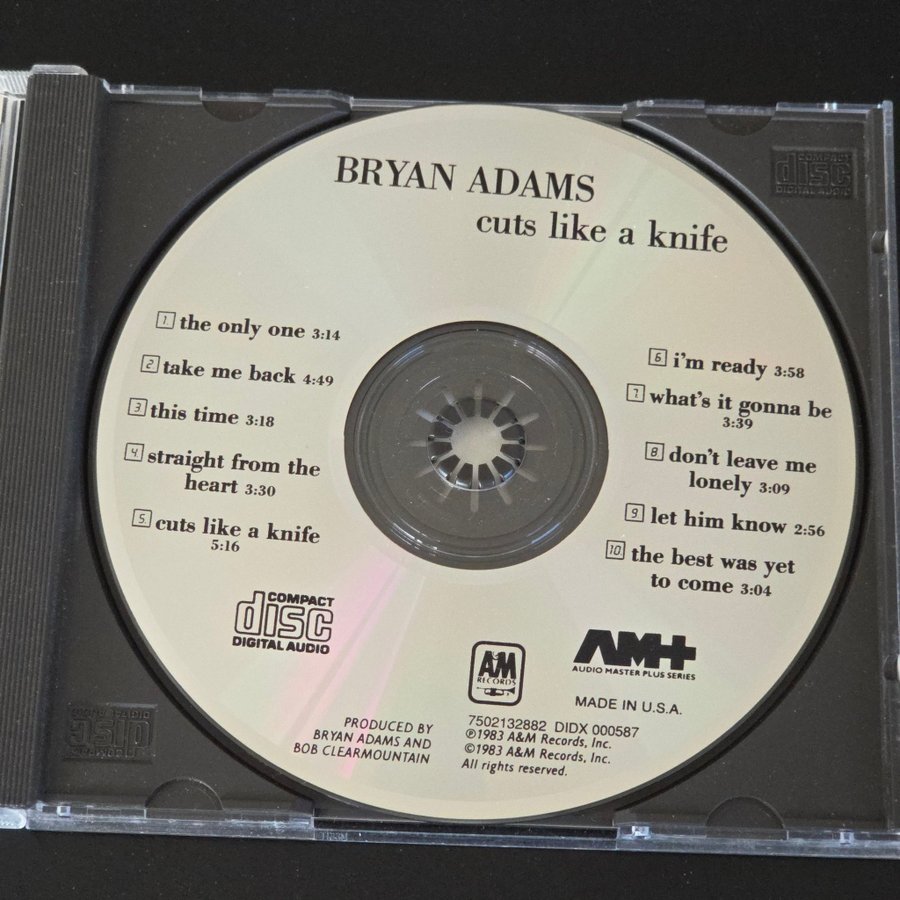 BRYAN ADAMS
cuts like a knife
1. the only one 3:14
2. take me back 4:49
3. this time 3:18
4. straight from the
heart 3:30
5. cuts like a knife
5:16
6. i'm ready 3:58
7. what's it gonna be
3:39
8. don't leave me
lonely 3:09
9. let him know 2:56
10. the best was yet
to come 3:04
COMPACT
disc
DIGITAL AUDIO
A&M
RECORDS
AM+
AUDIO MASTER PLUS SERIES
MADE IN U.S.A.
PRODUCED BY
BRYAN ADAMS AND
BOB CLEARMOUNTAIN
7502132882 DIDX 000587
℗1983 A&M Records, Inc.
©1983 A&M Records, Inc.
All rights reserved.
COMPACT
disc
DIGITAL AUDIO